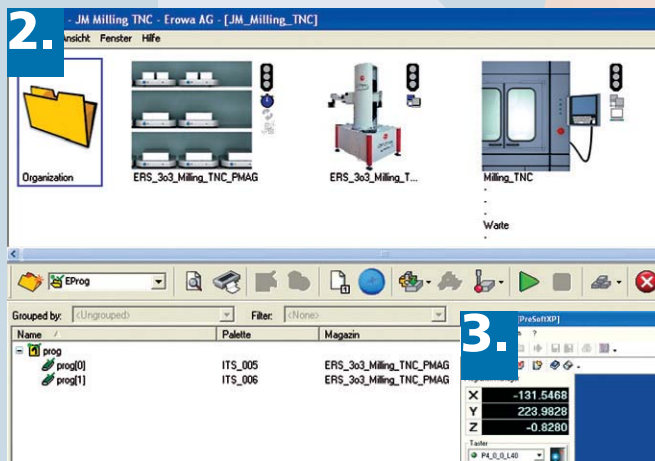 2.
- JM Milling TNC - Erowa AG - [JM_Milling_TNC]
Ansicht Fenster Hilfe
Organization
ERS_3o3_Milling_TNC_PMAG
ERS_3o3_Milling_T...
Milling_TNC
.
.
.
Warte
.
EProg
Grouped by: <Ungrouped> Filter: <None>
Name / Palette Magazin
prog
prog[0] ITS_005 ERS_3o3_Milling_TNC_PMAG
prog[1] ITS_006 ERS_3o3_Milling_TNC_PMAG
3.
[PreSoftXP]
?
X -131.5468
Y 223.9828
Z -0.8280
Taster
P4_0_0_L40